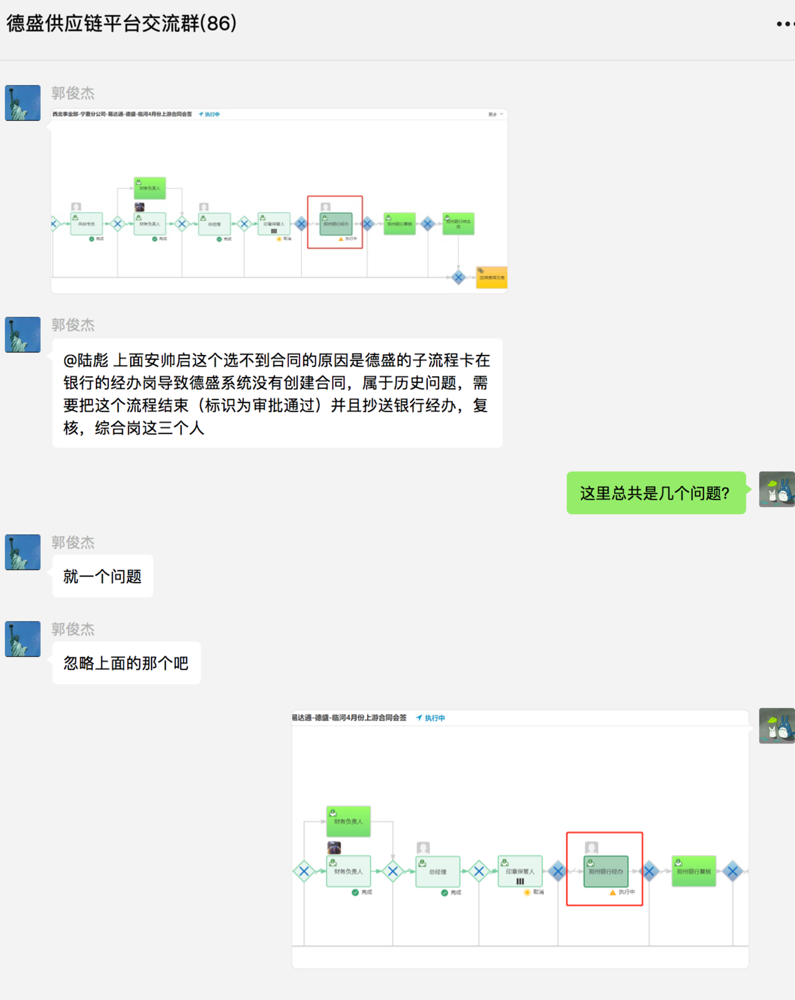 德盛供应链平台交流群(86)
郭俊杰
西北事业部-宁夏分公司-易达通-德盛-临河4月份上游合同会签 执行中 更多
财务负责人
风控专员
财务负责人
总经理
印章保管人
郑州银行经办
郑州银行复核
郑州银行综合岗
完成
完成
完成
取消
执行中
郭俊杰
@陆彪 上面安帅启这个选不到合同的原因是德盛的子流程卡在
银行的经办岗导致德盛系统没有创建合同，属于历史问题，需
要把这个流程结束（标识为审批通过）并且抄送银行经办，复
核，综合岗这三个人
这里总共是几个问题?
郭俊杰
就一个问题
郭俊杰
忽略上面的那个吧
易达通-德盛-临河4月份上游合同会签 执行中
财务负责人
财务负责人
总经理
印章保管人
郑州银行经办
郑州银行复核
完成
完成
取消
执行中